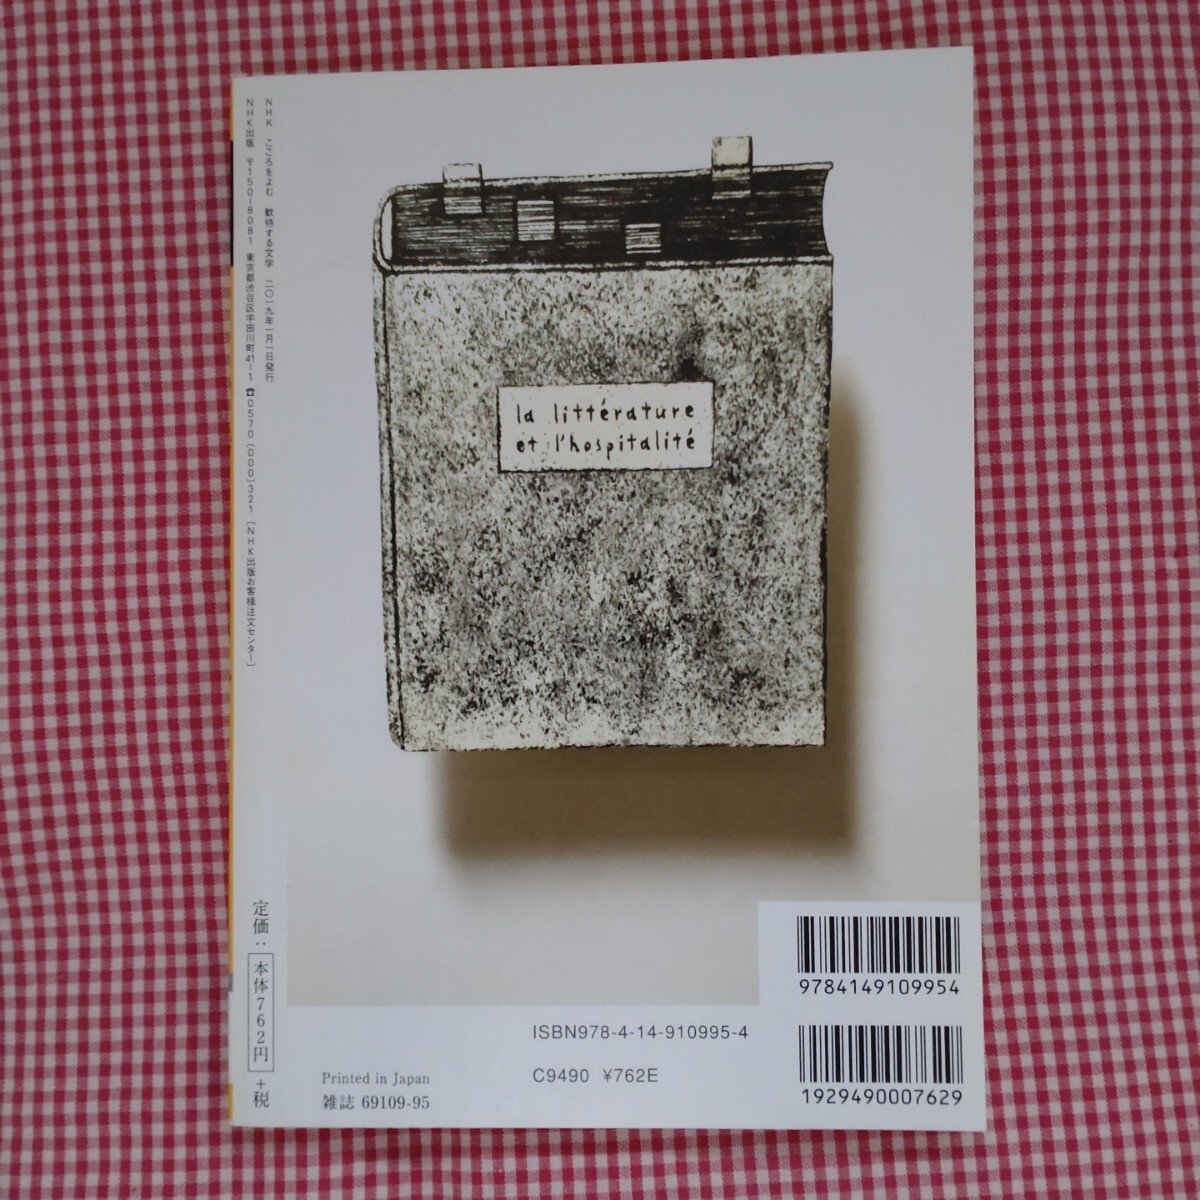 NHK こころをよむ 歓待する文学 二〇一九年一月一日発行
NHK出版 〒150-8081 東京都渋谷区宇田川町41-1 ☎0570(000)321〔NHK出版お客様注文センター〕
la littérature
et l'hospitalité
定価：本体762円+税
9784149109954
ISBN978-4-14-910995-4
C9490 ¥762E
1929490007629
Printed in Japan
雑誌 69109-95